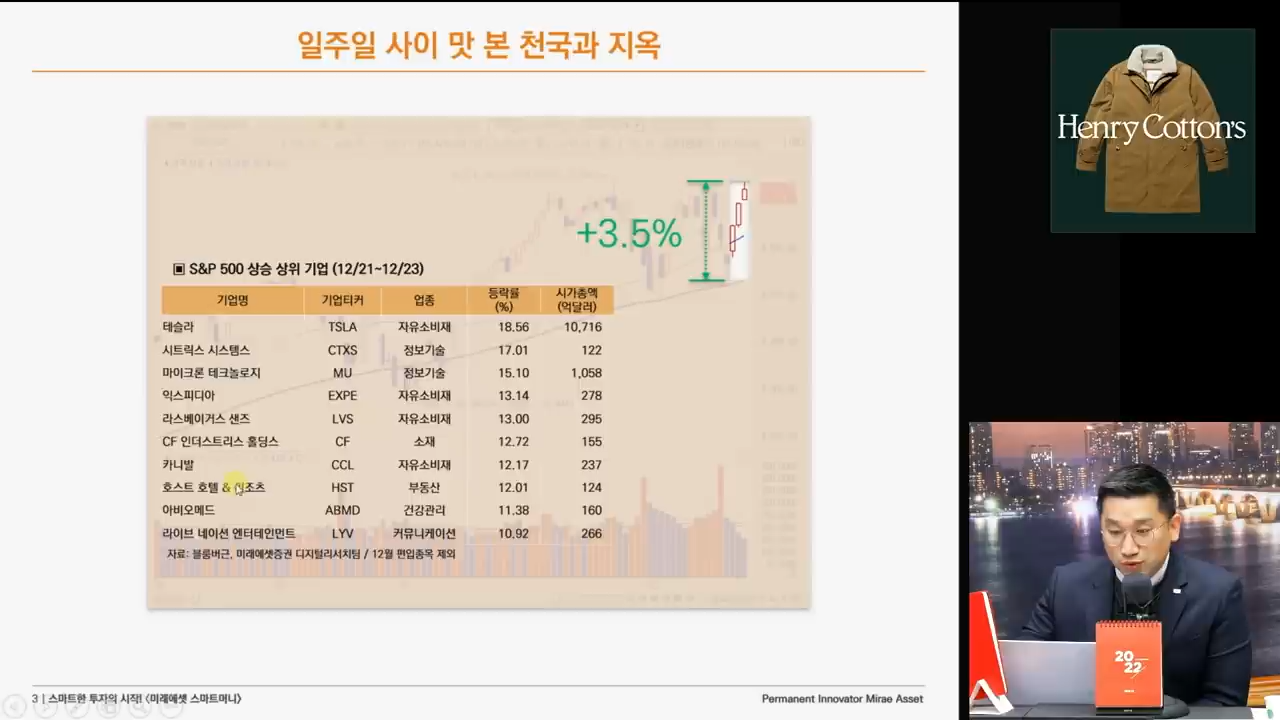 일주일 사이 맛 본 천국과 지옥
Henry Cotton's
+3.5%
▣ S&P 500 상승 상위 기업 (12/21~12/23)
기업명 기업티커 업종 등락률 (%) 시가총액 (억달러)
테슬라 TSLA 자유소비재 18.56 10,716
시트릭스 시스템스 CTXS 정보기술 17.01 122
마이크론 테크놀로지 MU 정보기술 15.10 1,058
익스피디아 EXPE 자유소비재 13.14 278
라스베이거스 샌즈 LVS 자유소비재 13.00 295
CF 인더스트리스 홀딩스 CF 소재 12.72 155
카니발 CCL 자유소비재 12.17 237
호스트 호텔 & 리조츠 HST 부동산 12.01 124
아비오메드 ABMD 건강관리 11.38 160
라이브 네이션 엔터테인먼트 LYV 커뮤니케이션 10.92 266
자료: 블룸버근, 미래에셋증권 디지털리서치팀 / 12월 편입종목 제외
3 | 스마트한 투자의 시작! 《미래에셋 스마트머니》
Permanent Innovator Mirae Asset
20
22